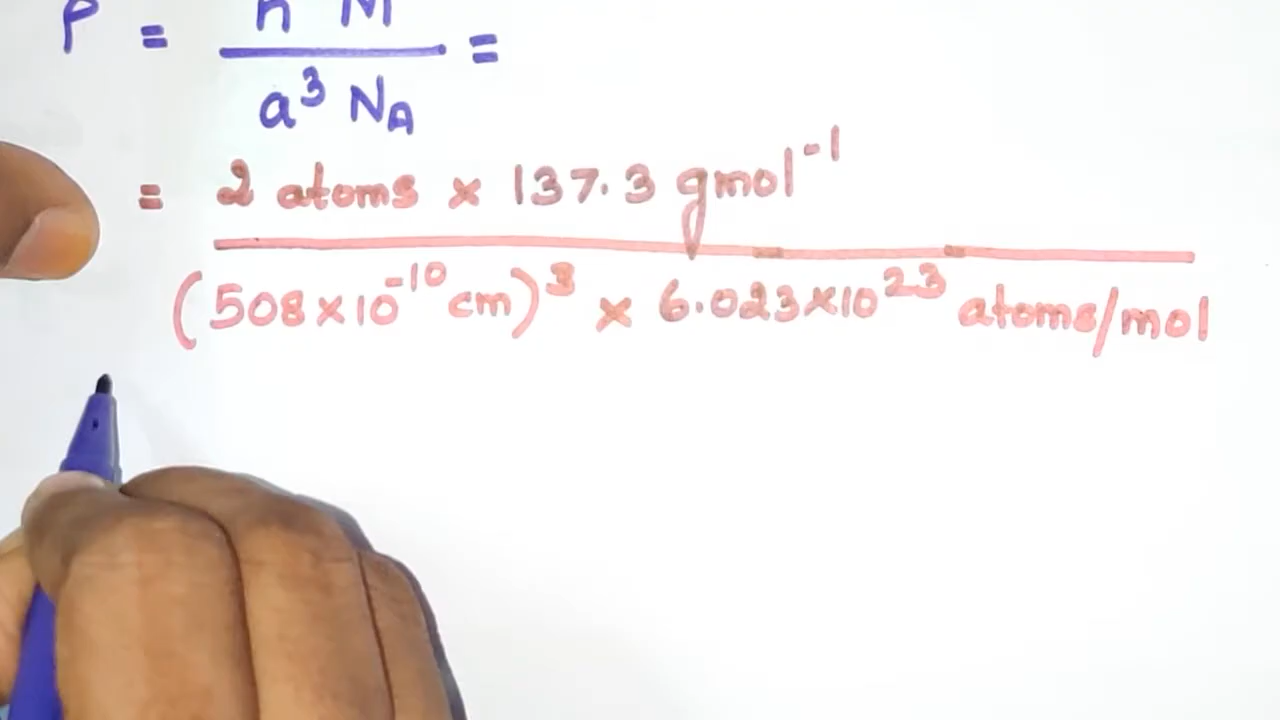 ρ = n M / a³ N_A =
= 2 atoms × 137.3 gmol⁻¹
(508×10⁻¹⁰ cm)³ × 6.023×10²³ atoms/mol